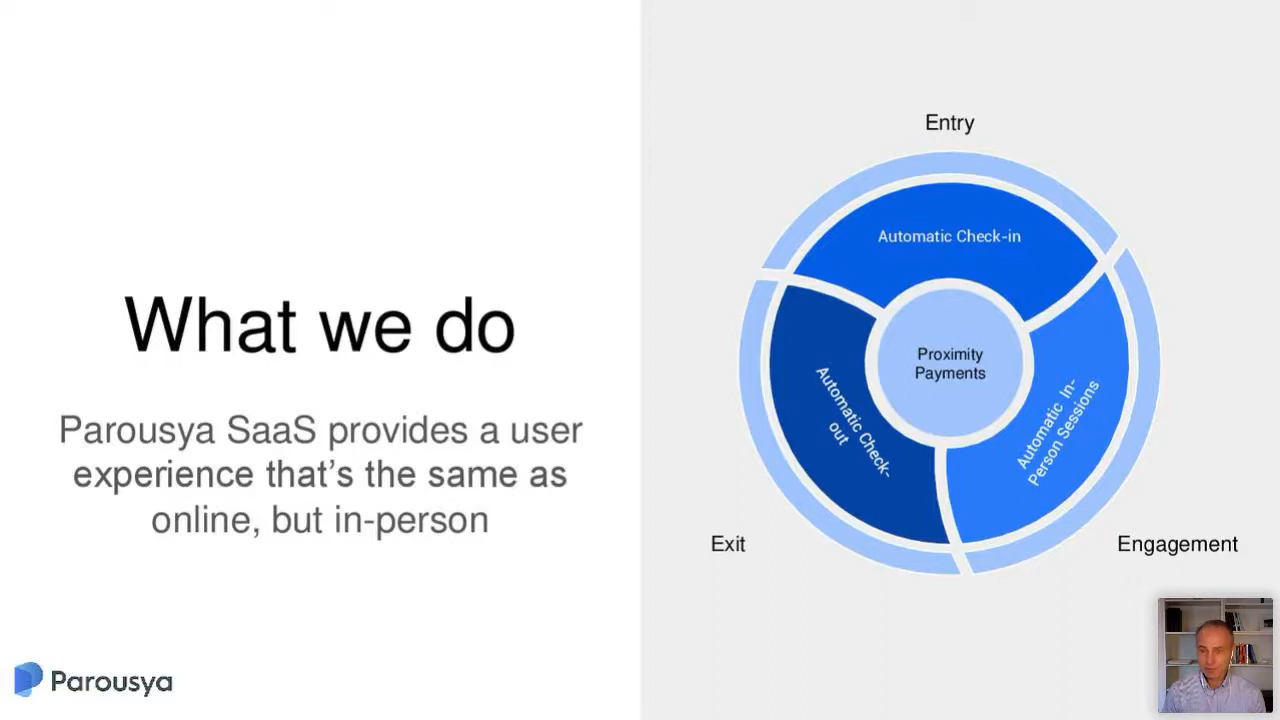 What we do
Parousya SaaS provides a user
experience that’s the same as
online, but in-person
Parousya
Entry
Automatic Check-in
Proximity
Payments
Automatic Check-
out
Automatic In-
Person Sessions
Exit
Engagement